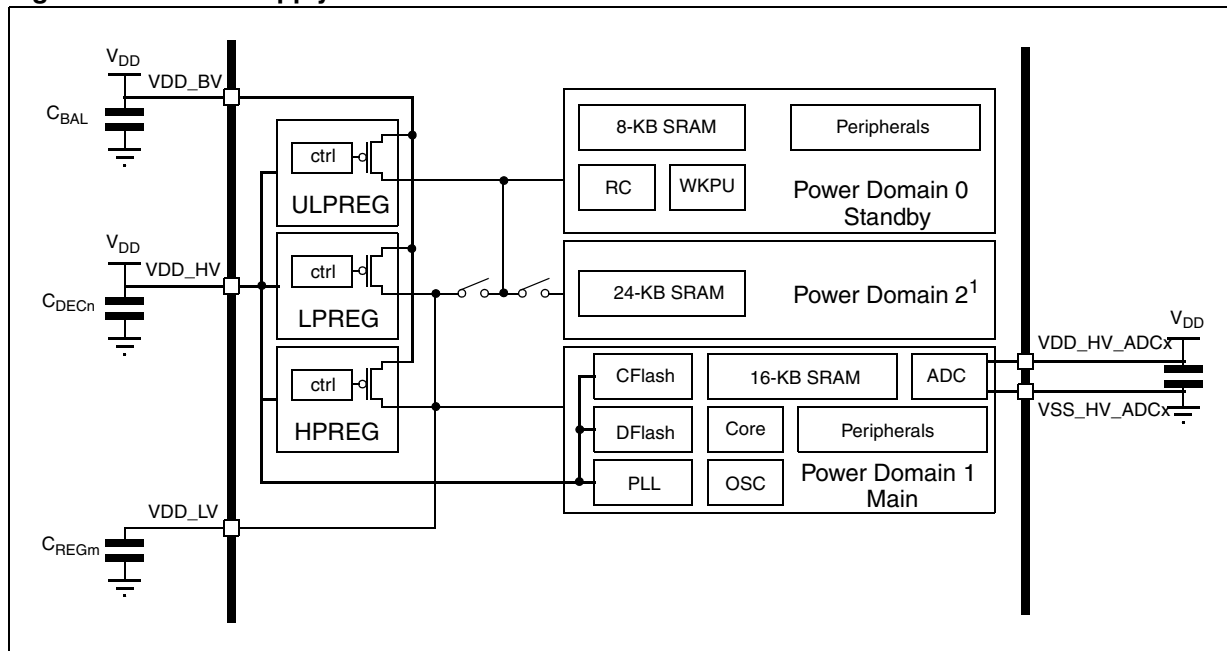 V_DD
VDD_BV
C_BAL
ctrl
ULPREG
8-KB SRAM
Peripherals
RC
WKPU
Power Domain 0
Standby
V_DD
VDD_HV
C_DECn
ctrl
LPREG
24-KB SRAM
Power Domain 2¹
V_DD
VDD_HV_ADCx
VSS_HV_ADCx
ctrl
HPREG
CFlash
16-KB SRAM
ADC
DFlash
Core
Peripherals
PLL
OSC
Power Domain 1
Main
VDD_LV
C_REGm